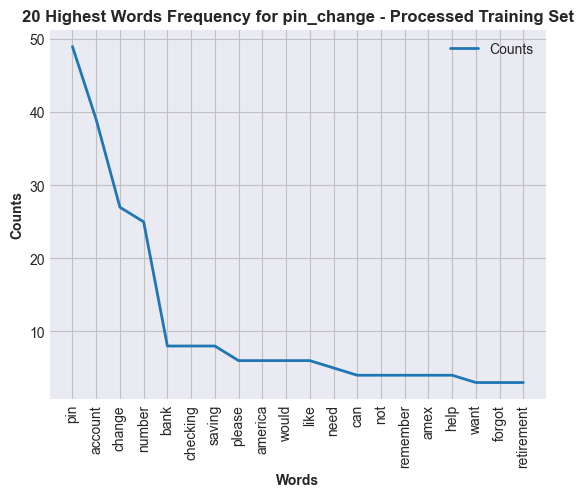 20 Highest Words Frequency for pin_change - Processed Training Set
Counts
50
40
30
20
10
Counts
pin
account
change
number
bank
checking
saving
please
america
would
like
need
can
not
remember
amex
help
want
forgot
retirement
Words